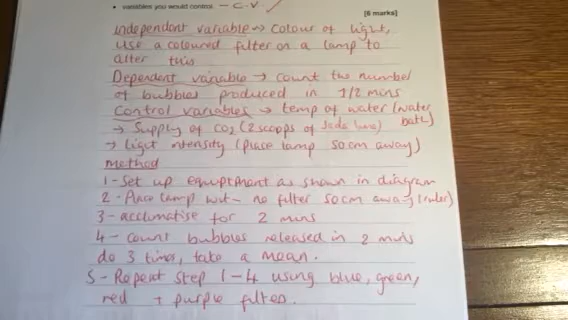 • variables you would control. - C.V.
[6 marks]
independent variable → Colour of light,
use a coloured filter on a lamp to
alter this
Dependent variable → count the number
of bubbles produced in 1/2 mins
Control variables → temp of water (water bath)
→ Supply of CO2 (2 scoops of Soda lime)
→ Light intensity (place lamp 50cm away)
Method
1 - Set up equiptment as shown in diagram
2 - Place lamp wit- no filter 50cm away (ruler)
3 - acclimatise for 2 mins
4 - count bubbles released in 2 mins
do 3 times, take a mean.
5 - Repeat step 1-4 using blue, green,
red + purple filter.